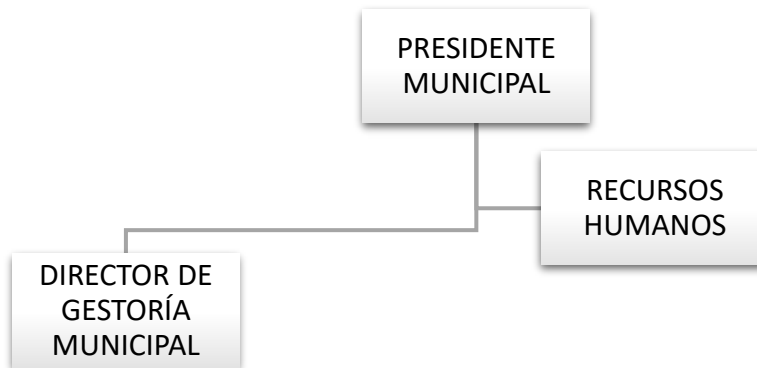 PRESIDENTE
MUNICIPAL
RECURSOS
HUMANOS
DIRECTOR DE
GESTORÍA
MUNICIPAL